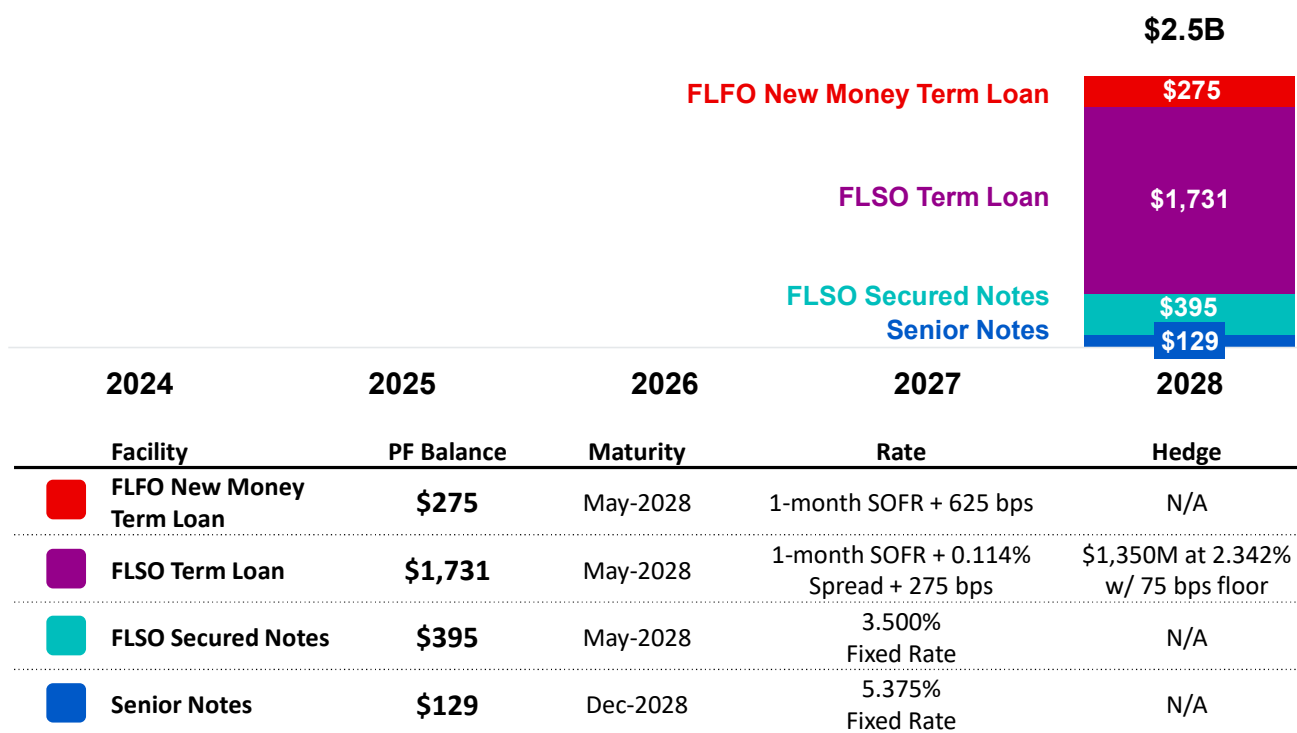 $2.5B
FLFO New Money Term Loan
$275
FLSO Term Loan
$1,731
FLSO Secured Notes
$395
Senior Notes
$129
2024 2025 2026 2027 2028
Facility PF Balance Maturity Rate Hedge
FLFO New Money
Term Loan
$275
May-2028
1-month SOFR + 625 bps
N/A
FLSO Term Loan
$1,731
May-2028
1-month SOFR + 0.114%
Spread + 275 bps
$1,350M at 2.342%
w/ 75 bps floor
FLSO Secured Notes
$395
May-2028
3.500%
Fixed Rate
N/A
Senior Notes
$129
Dec-2028
5.375%
Fixed Rate
N/A